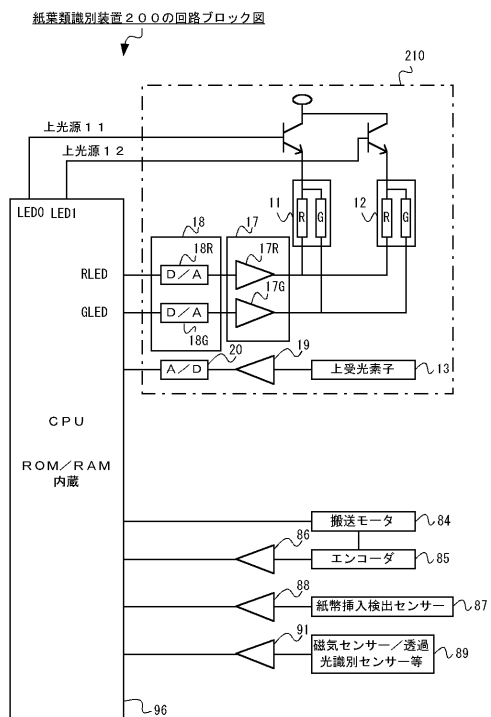 紙葉類識別装置２００の回路ブロック図
210
上光源１１
上光源１２
LED0 LED1
11
R G
12
R G
18
17
RLED
18R
D／A
17R
GLED
D／A
18G
17G
20
A／D
19
上受光素子
13
CPU
ROM／RAM
内蔵
搬送モータ
84
86
エンコーダ
85
88
紙幣挿入検出センサー
87
91
磁気センサー／透過
光識別センサー等
89
96